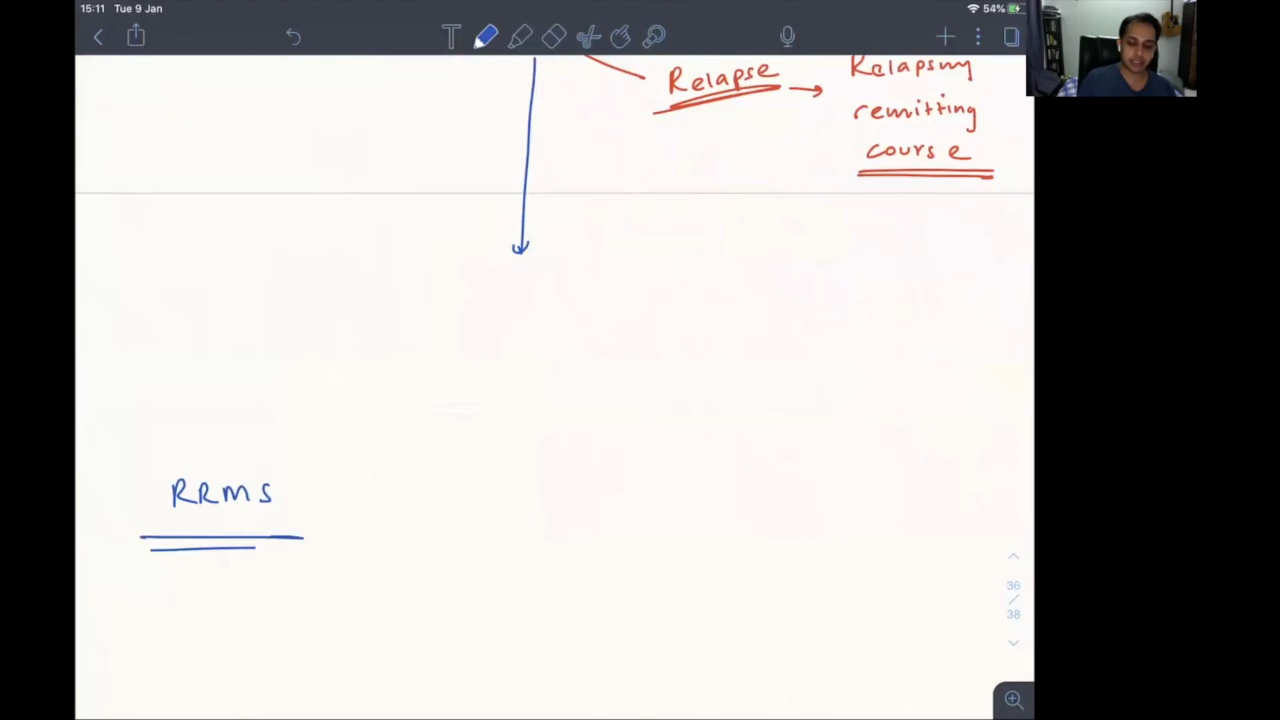 15:11 Tue 9 Jan
54%
T
Relapse
Relapsing
remitting
course
RRMS
36
38